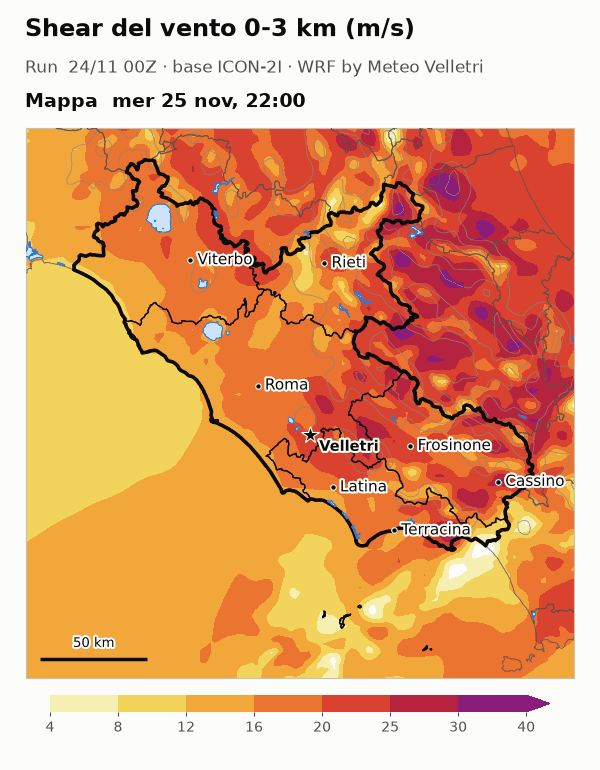 Shear del vento 0-3 km (m/s)
Run  24/11 00Z · base ICON-2I · WRF by Meteo Velletri
Mappa  mer 25 nov, 22:00
Viterbo
Rieti
Roma
Velletri
Frosinone
Cassino
Latina
Terracina
50 km
4 8 12 16 20 25 30 40